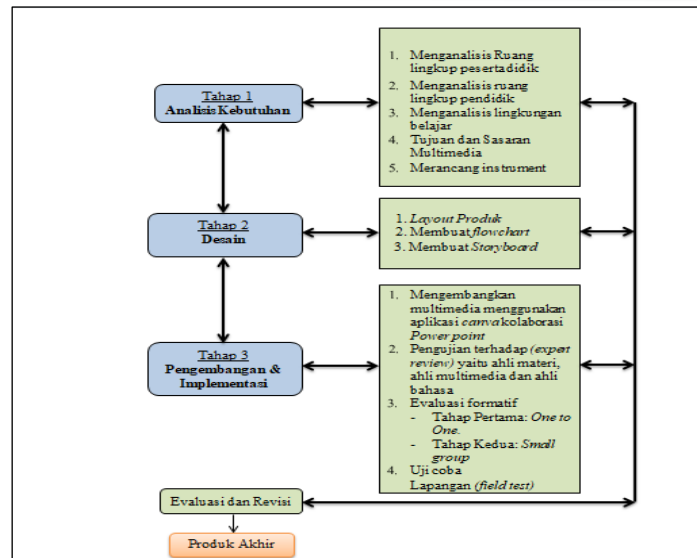 Tahap 1
Analisis Kebutuhan
1. Menganalisis Ruang
lingkup peserta didik
2. Menganalisis ruang
lingkup pendidik
3. Menganalisis lingkungan
belajar
4. Tujuan dan Sasaran
Multimedia
5. Merancang instrument
Tahap 2
Desain
1. Layout Produk
2. Membuat flowchart
3. Membuat Storyboard
Tahap 3
Pengembangan &
Implementasi
1. Mengembangkan
multimedia menggunakan
aplikasi canva kolaborasi
Power point
2. Pengujian terhadap (expert
review) yaitu ahli materi,
ahli multimedia dan ahli
bahasa
3. Evaluasi formatif
- Tahap Pertama: One to
One.
- Tahap Kedua: Small
group
4. Uji coba
Lapangan (field test)
Evaluasi dan Revisi
Produk Akhir